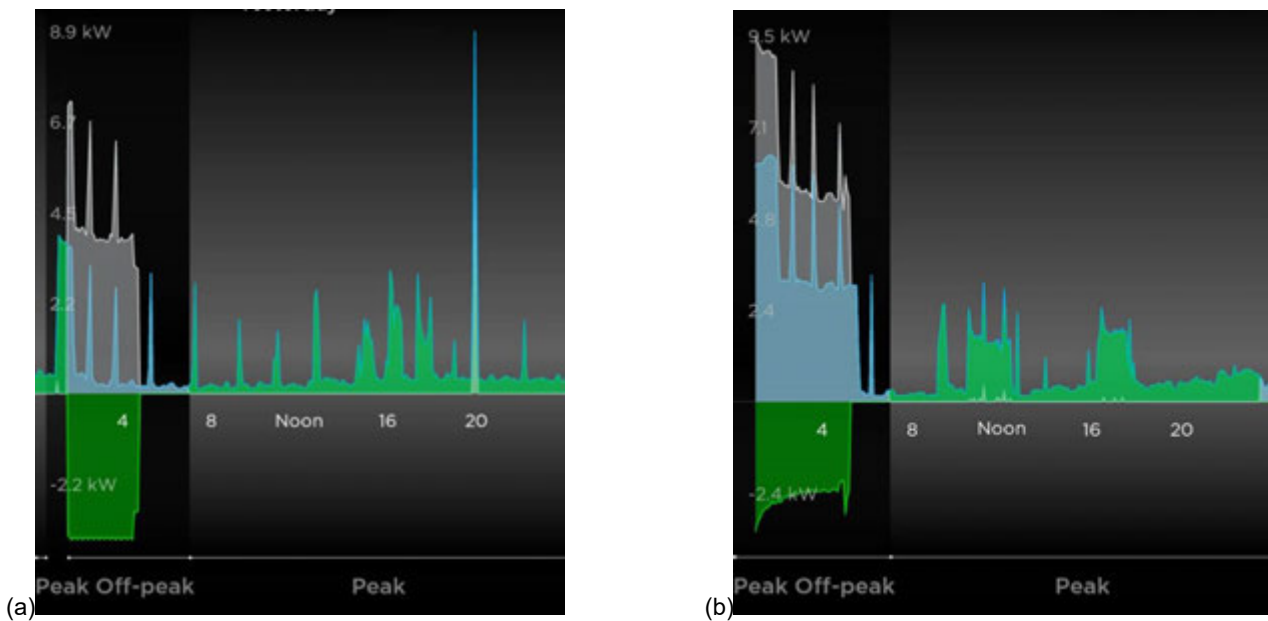 Yesterday
8.9 kW
6.7
4.5
2.2
4 8 Noon 16 20
-2.2 kW
Peak Off-peak Peak
(a)
9.5 kW
7.1
4.8
2.4
4 8 Noon 16 20
-2.4 kW
Peak Off-peak Peak
(b)